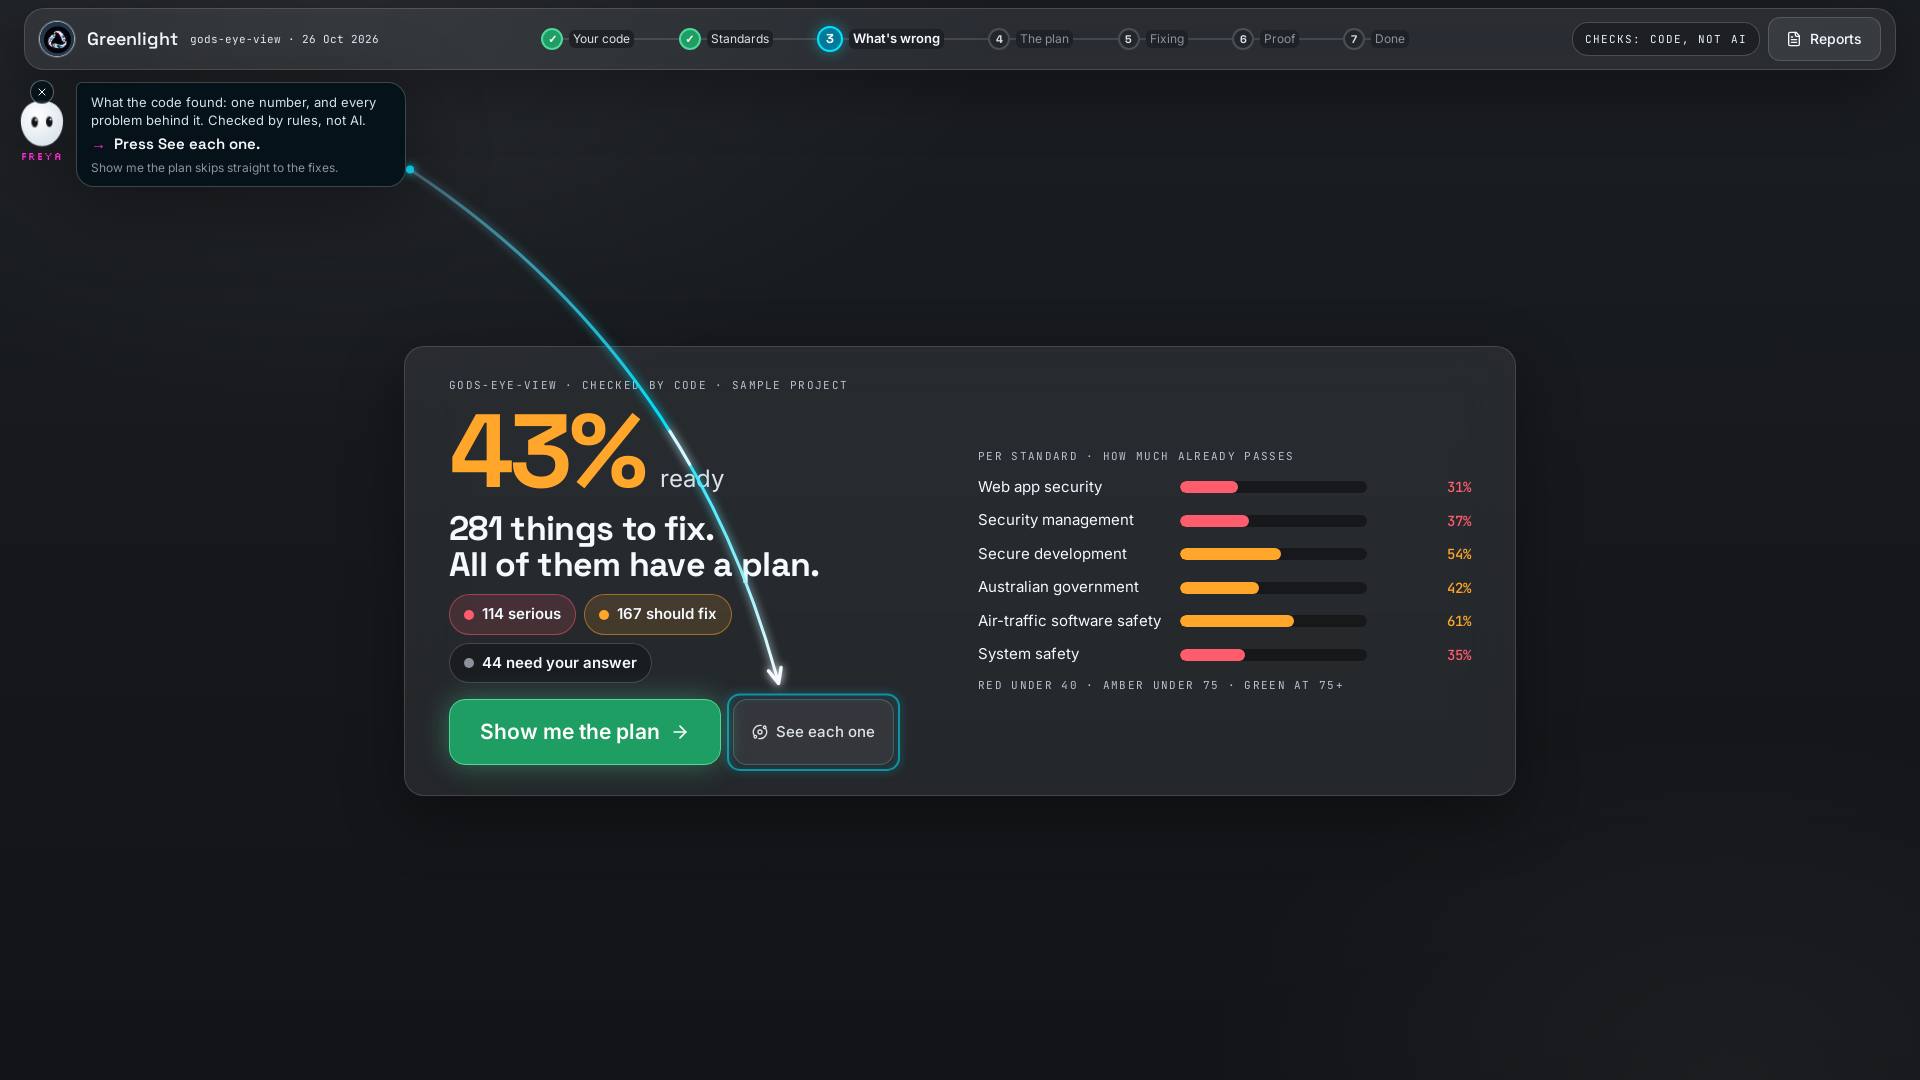 Greenlight gods-eye-view · 26 Oct 2026
✓ Your code ✓ Standards 3 What's wrong 4 The plan 5 Fixing 6 Proof 7 Done
CHECKS: CODE, NOT AI
Reports
What the code found: one number, and every
problem behind it. Checked by rules, not AI.
→ Press See each one.
Show me the plan skips straight to the fixes.
FREYA
GODS-EYE-VIEW · CHECKED BY CODE · SAMPLE PROJECT
43% ready
281 things to fix.
All of them have a plan.
114 serious
167 should fix
44 need your answer
Show me the plan →
See each one
PER STANDARD · HOW MUCH ALREADY PASSES
Web app security 31%
Security management 37%
Secure development 54%
Australian government 42%
Air-traffic software safety 61%
System safety 35%
RED UNDER 40 · AMBER UNDER 75 · GREEN AT 75+